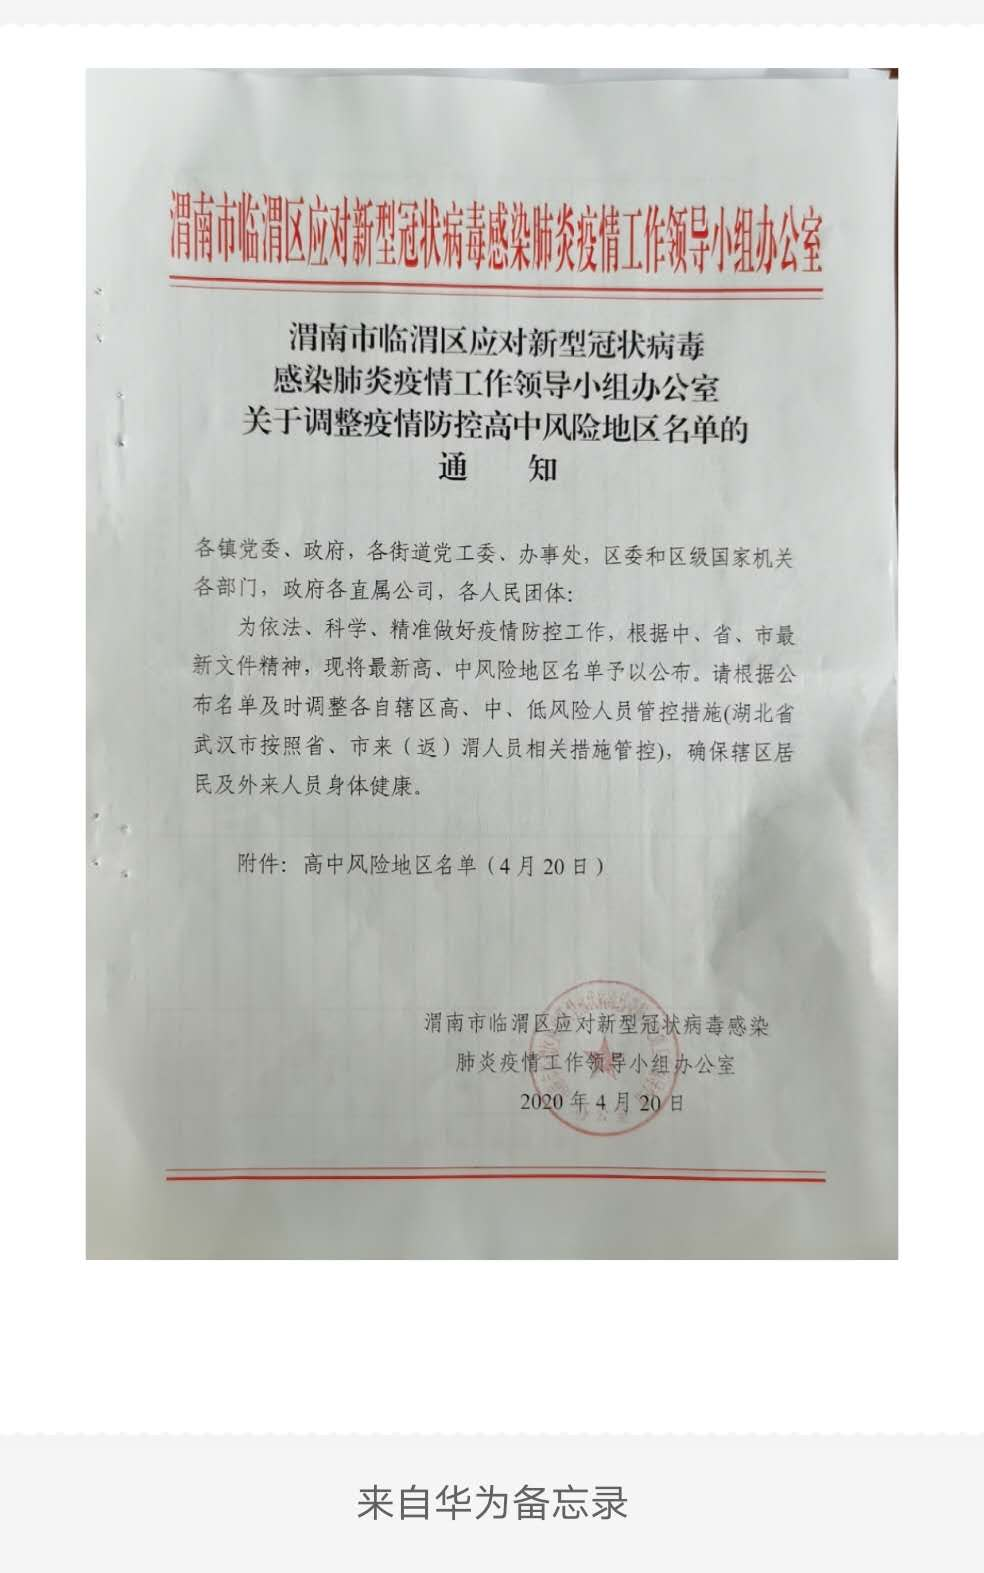 渭南市临渭区应对新型冠状病毒感染肺炎疫情工作领导小组办公室
渭南市临渭区应对新型冠状病毒
感染肺炎疫情工作领导小组办公室
关于调整疫情防控高中风险地区名单的
通 知
各镇党委、政府，各街道党工委、办事处，区委和区级国家机关
各部门，政府各直属公司，各人民团体：
为依法、科学、精准做好疫情防控工作，根据中、省、市最
新文件精神，现将最新高、中风险地区名单予以公布。请根据公
布名单及时调整各自辖区高、中、低风险人员管控措施(湖北省
武汉市按照省、市来（返）渭人员相关措施管控)，确保辖区居
民及外来人员身体健康。
附件：高中风险地区名单（4 月 20 日）
渭南市临渭区应对新型冠状病毒感染
肺炎疫情工作领导小组办公室
2020 年 4 月 20 日
办公室
来自华为备忘录